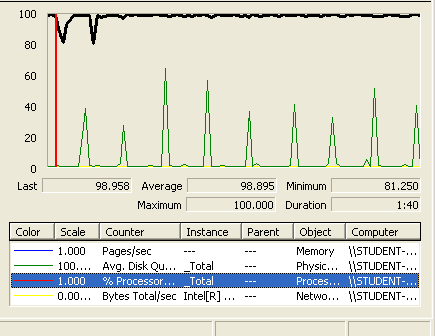 100
80
60
40
20
0
Last 98.958 Average 98.895 Minimum 81.250
Maximum 100.000 Duration 1:40
Color Scale Counter Instance Parent Object Computer
1.000 Pages/sec --- --- Memory \\STUDENT-...
100.... Avg. Disk Qu... _Total --- Physic... \\STUDENT-...
1.000 % Processor... _Total --- Proces... \\STUDENT-...
0.00... Bytes Total/sec Intel[R] ... --- Netwo... \\STUDENT-...